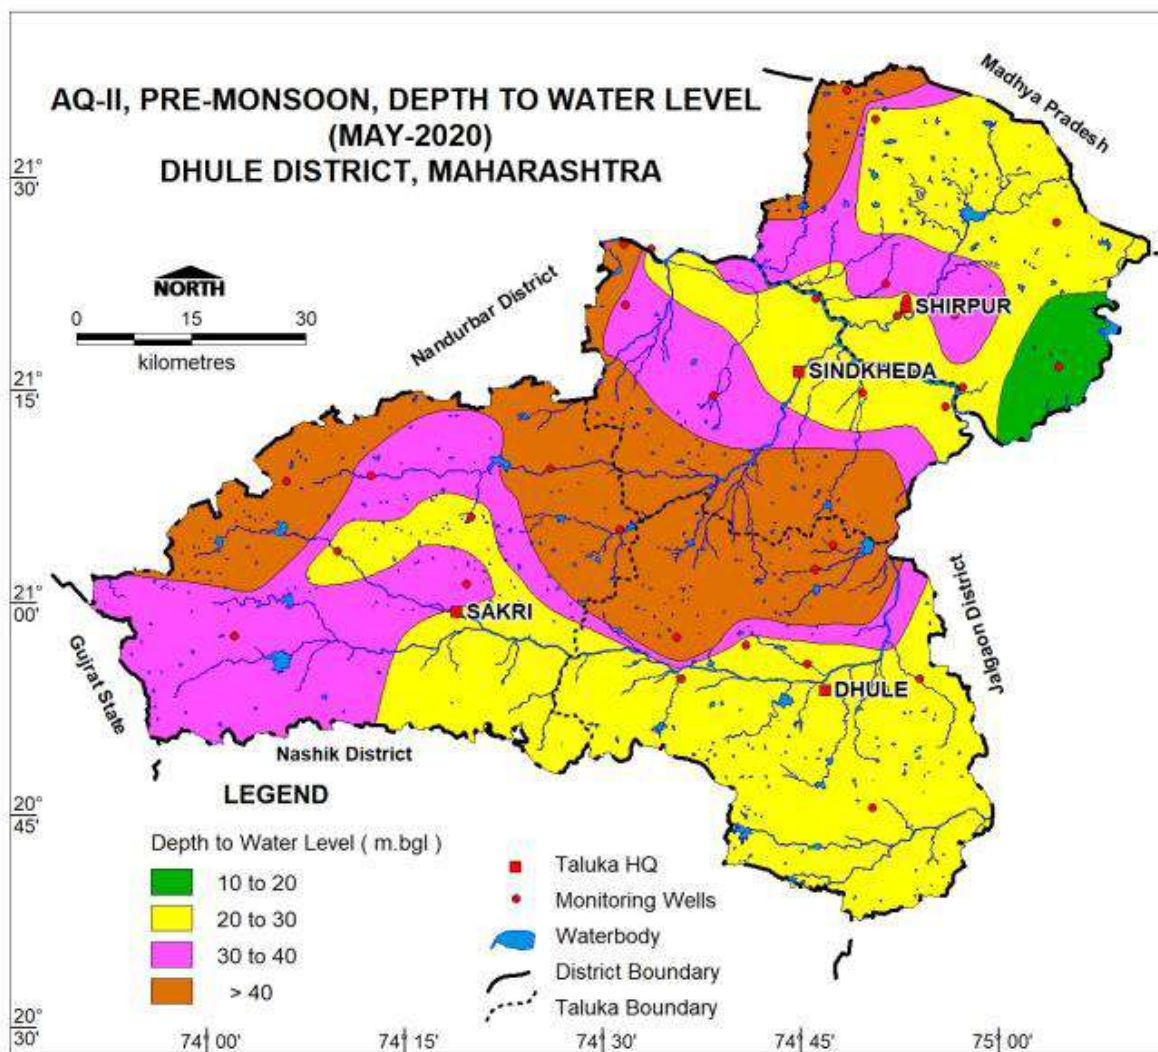 AQ-II, PRE-MONSOON, DEPTH TO WATER LEVEL
(MAY-2020)
DHULE DISTRICT, MAHARASHTRA
Madhya Pradesh
21°
30'
NORTH
0 15 30
kilometres
Nandurbar District
SHIRPUR
SINDKHEDA
21°
15'
21°
00'
SAKRI
DHULE
Jalgaon District
Gujrat State
Nashik District
LEGEND
Depth to Water Level ( m.bgl )
10 to 20
20 to 30
30 to 40
> 40
Taluka HQ
Monitoring Wells
Waterbody
District Boundary
Taluka Boundary
20°
45'
20°
30'
74°00' 74°15' 74°30' 74°45' 75°00'